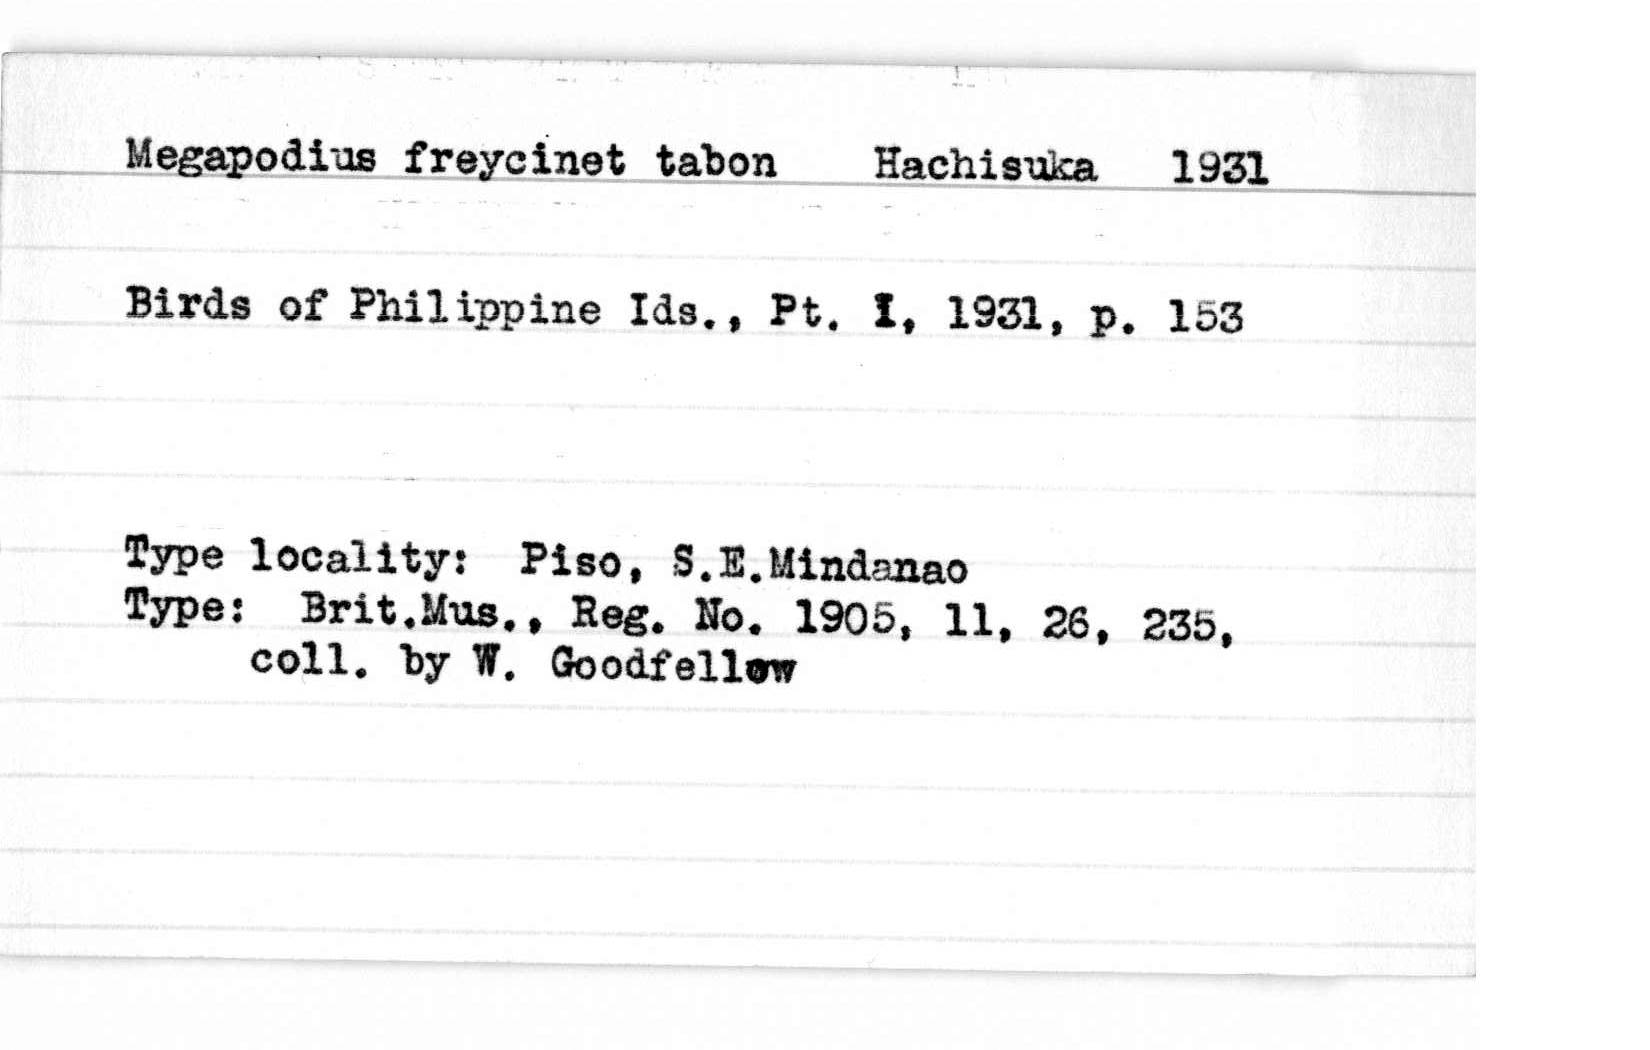 Megapodius freycinet tabon Hachisuka 1931
Birds of Philippine Ids., Pt. I, 1931, p. 153
Type locality: Piso, S.E.Mindanao
Type: Brit.Mus., Reg. No. 1905, 11, 26, 235,
coll. by W. Goodfellow